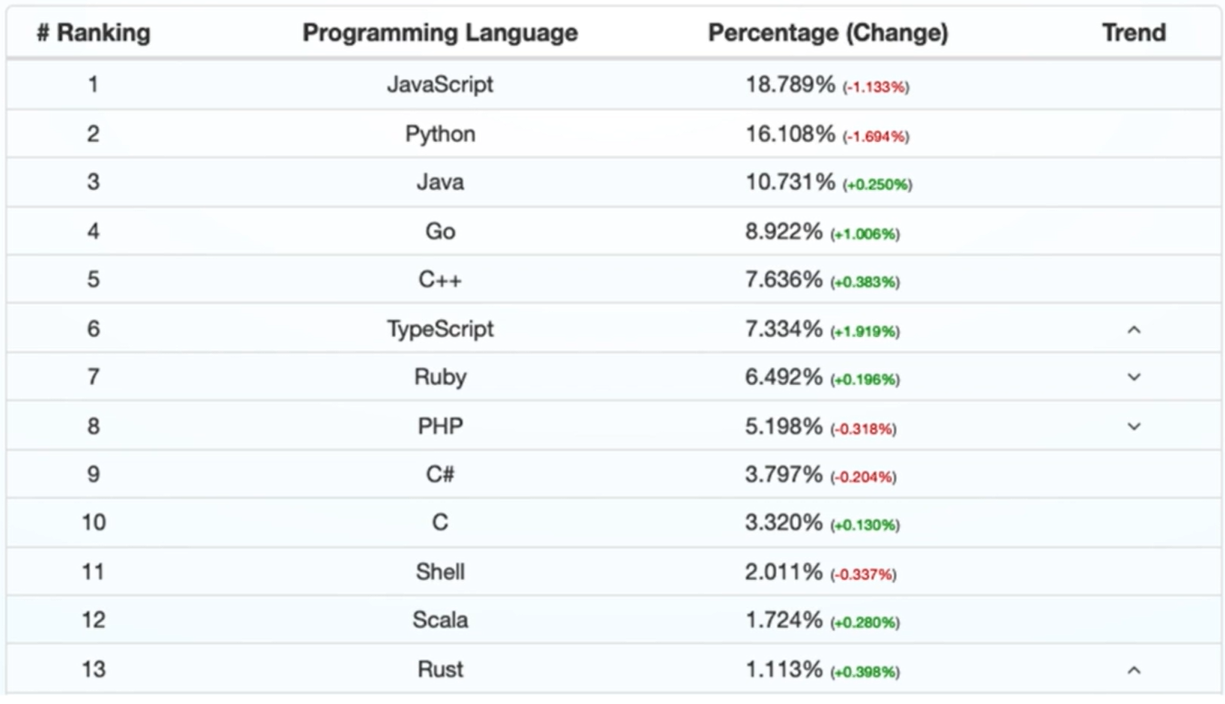 # Ranking Programming Language Percentage (Change) Trend
1 JavaScript 18.789% (-1.133%)
2 Python 16.108% (-1.694%)
3 Java 10.731% (+0.250%)
4 Go 8.922% (+1.006%)
5 C++ 7.636% (+0.383%)
6 TypeScript 7.334% (+1.919%)
7 Ruby 6.492% (+0.196%)
8 PHP 5.198% (-0.318%)
9 C# 3.797% (-0.204%)
10 C 3.320% (+0.130%)
11 Shell 2.011% (-0.337%)
12 Scala 1.724% (+0.280%)
13 Rust 1.113% (+0.398%)